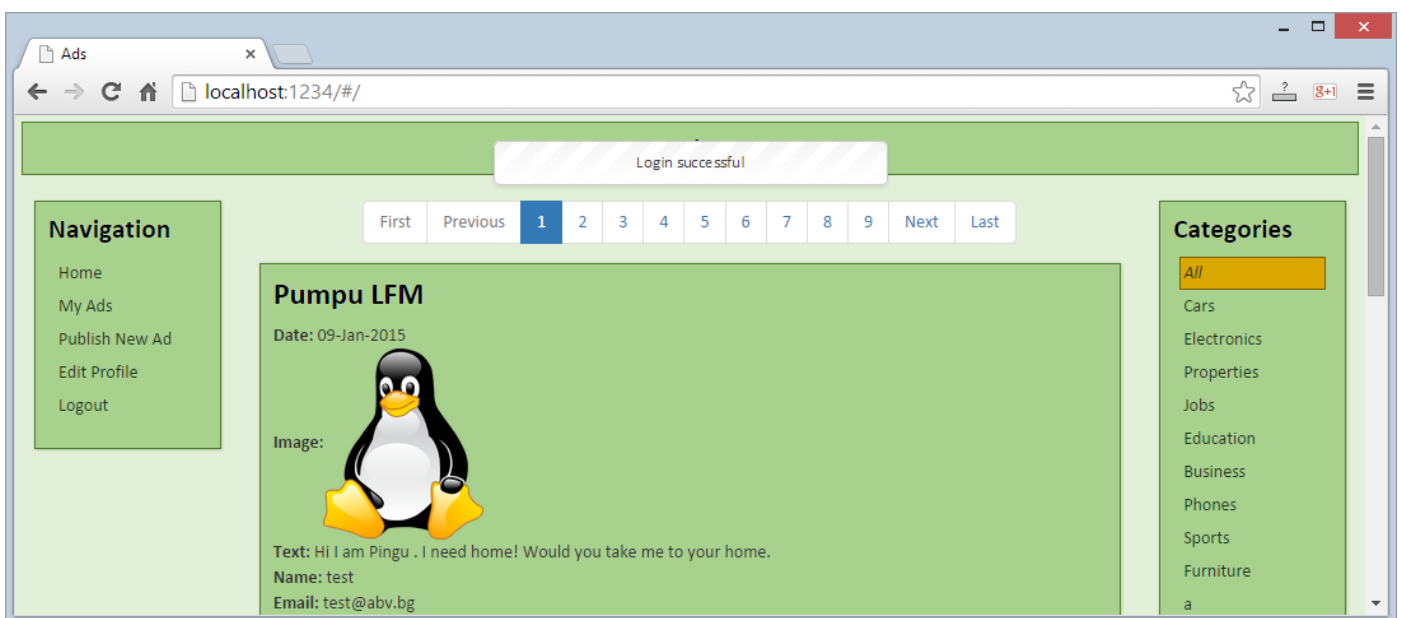 Ads
localhost:1234/#/
?
g+1
Login successful
Navigation
Home
My Ads
Publish New Ad
Edit Profile
Logout
First Previous 1 2 3 4 5 6 7 8 9 Next Last
Pumpu LFM
Date: 09-Jan-2015
Image:
Text: Hi I am Pingu . I need home! Would you take me to your home.
Name: test
Email: test@abv.bg
Categories
All
Cars
Electronics
Properties
Jobs
Education
Business
Phones
Sports
Furniture
a